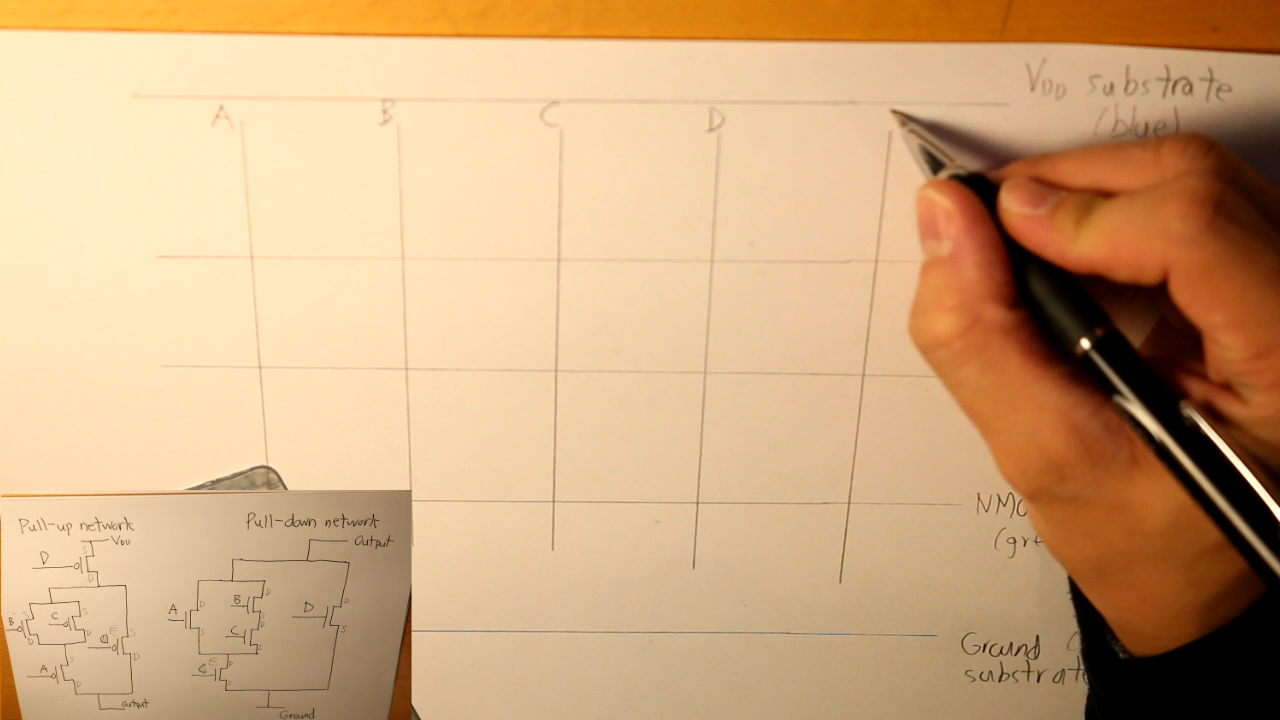 VDD substrate
(blue)
A B C D
NMO
(gre
Ground (
substrat
Pull-up network
VDD
S
D
D
B
S
D
C
S
D
E
S
D
A
S
D
output
Pull-down network
Output
A
D
S
B
D
S
C
D
S
D
D
S
E
D
S
Ground